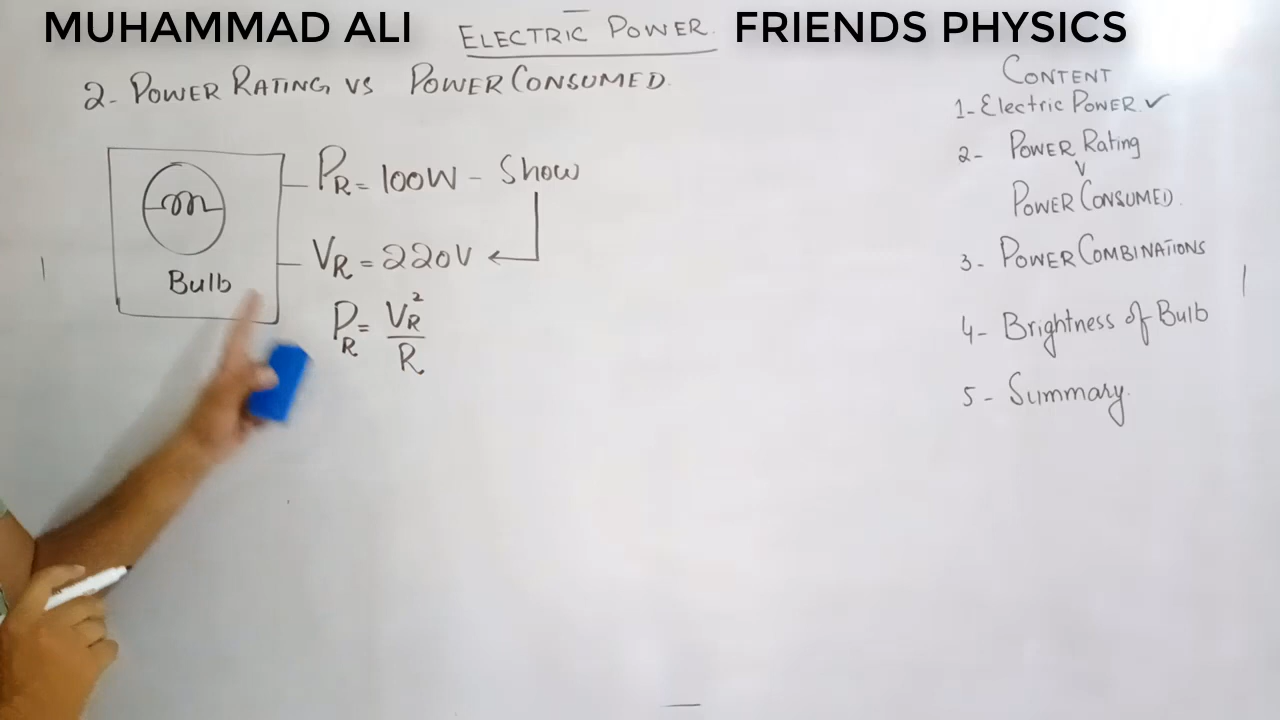 MUHAMMAD ALI
ELECTRIC POWER.
FRIENDS PHYSICS
2- POWER RATING VS POWER CONSUMED.
PR = 100W - Show
VR = 220V
Bulb
PR = VR²/R
CONTENT
1- Electric POWER ✓
2- POWER Rating
V
POWER CONSUMED.
3- POWER COMBINATIONS
4- Brightness of Bulb
5- Summary.